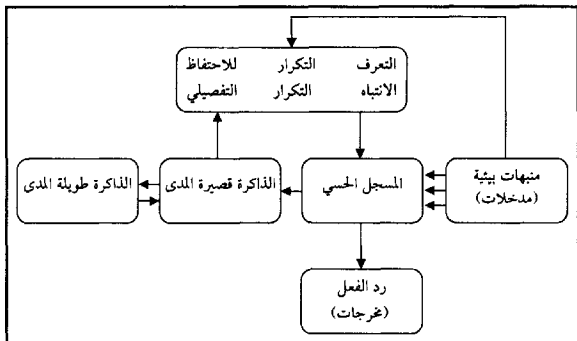 التعرف التكرار للاحتفاظ
الانتباه التكرار التفصيلي
منبهات بيئية
(مدخلات)
المسجل الحسي
الذاكرة قصيرة المدى
الذاكرة طويلة المدى
رد الفعل
(مخرجات)